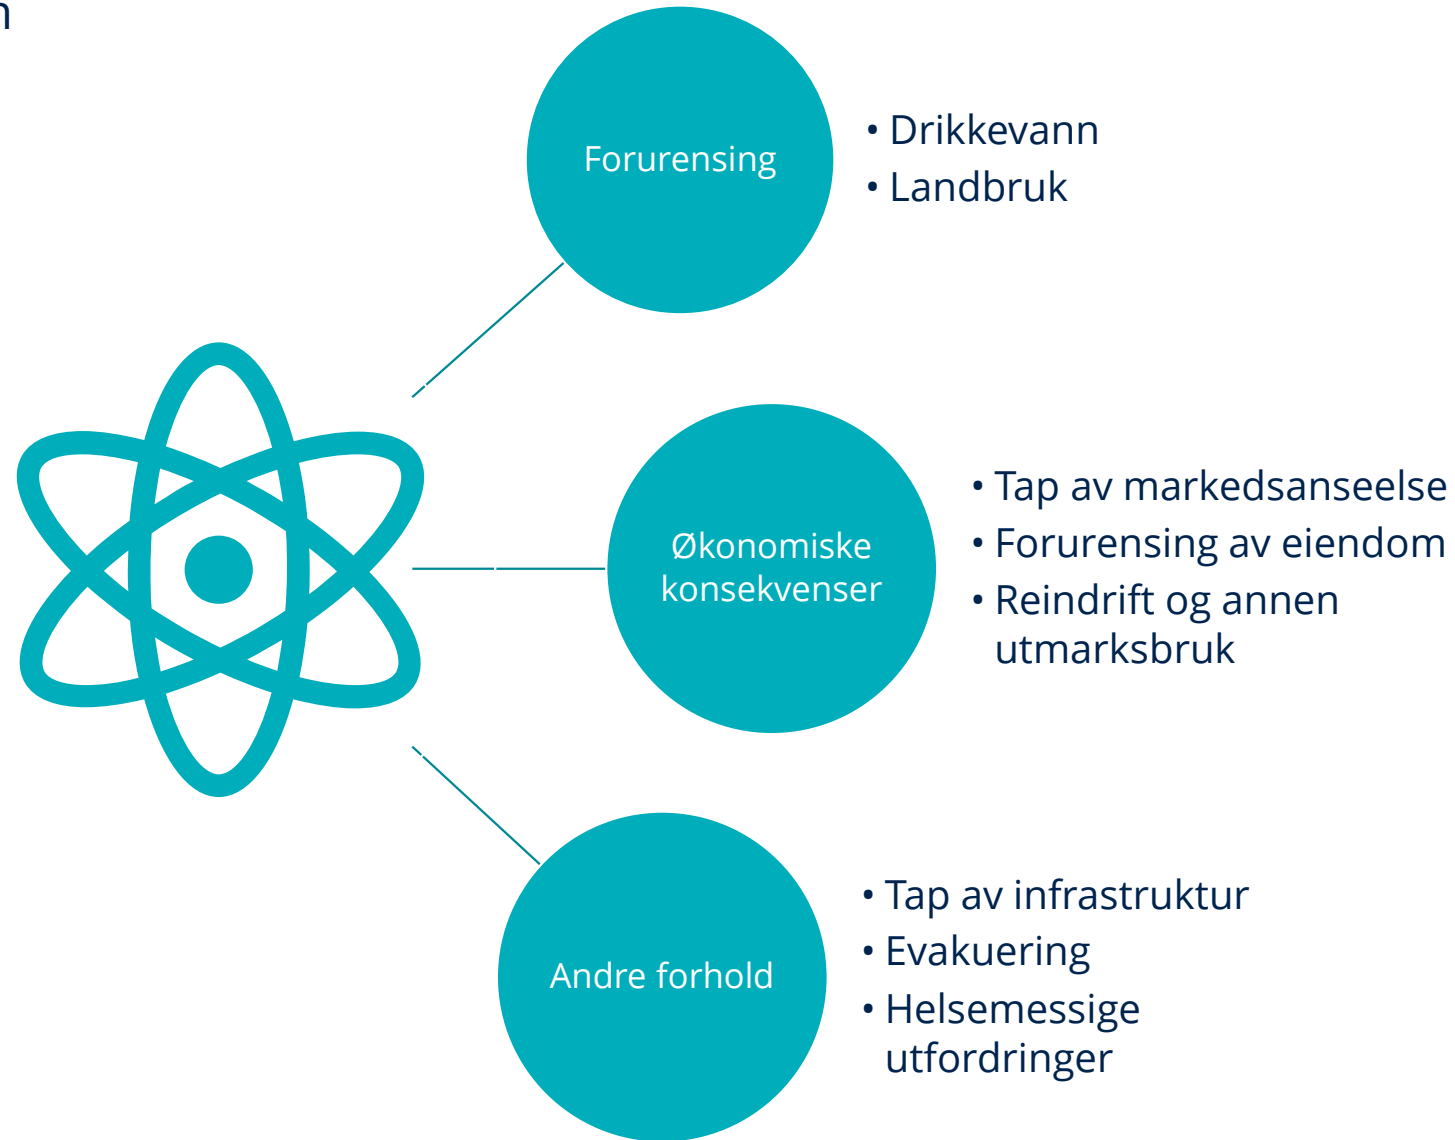 Forurensing
• Drikkevann
• Landbruk
Økonomiske
konsekvenser
• Tap av markedsanseelse
• Forurensing av eiendom
• Reindrift og annen
utmarksbruk
Andre forhold
• Tap av infrastruktur
• Evakuering
• Helsemessige
utfordringer